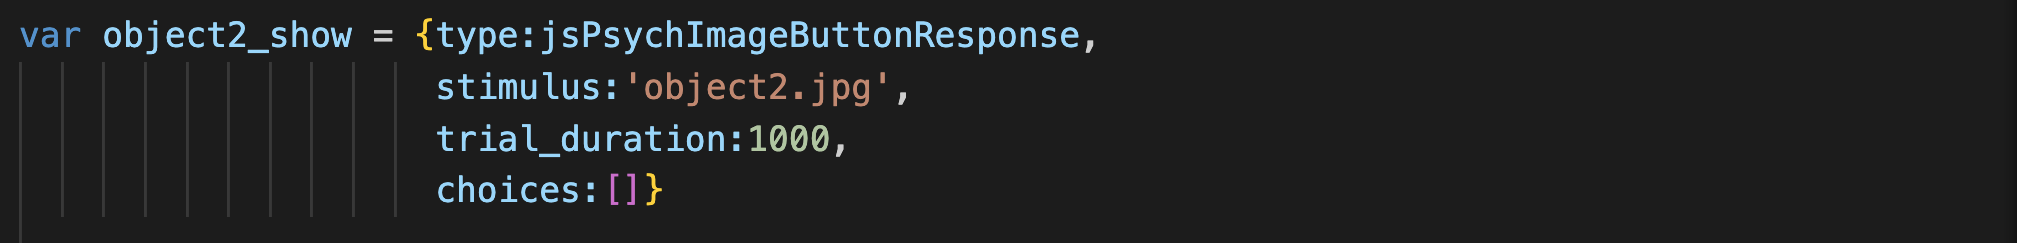 var object2_show = {type:jsPsychImageButtonResponse,
stimulus:'object2.jpg',
trial_duration:1000,
choices:[]}